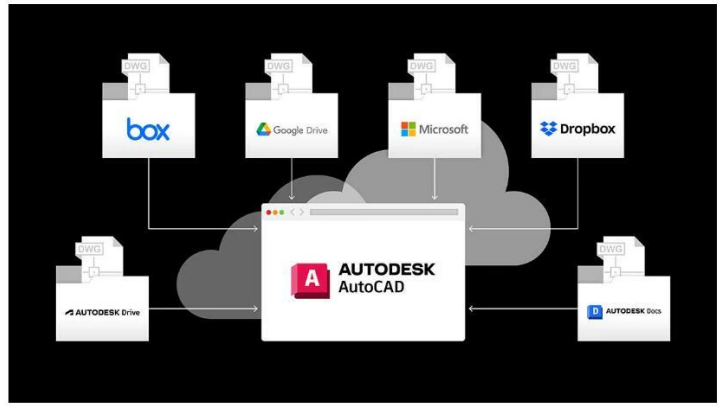 DWG
DWG
DWG
DWG
box
Google Drive
Microsoft
Dropbox
DWG
A
AUTODESK
AutoCAD
DWG
AUTODESK Drive
D AUTODESK Docs